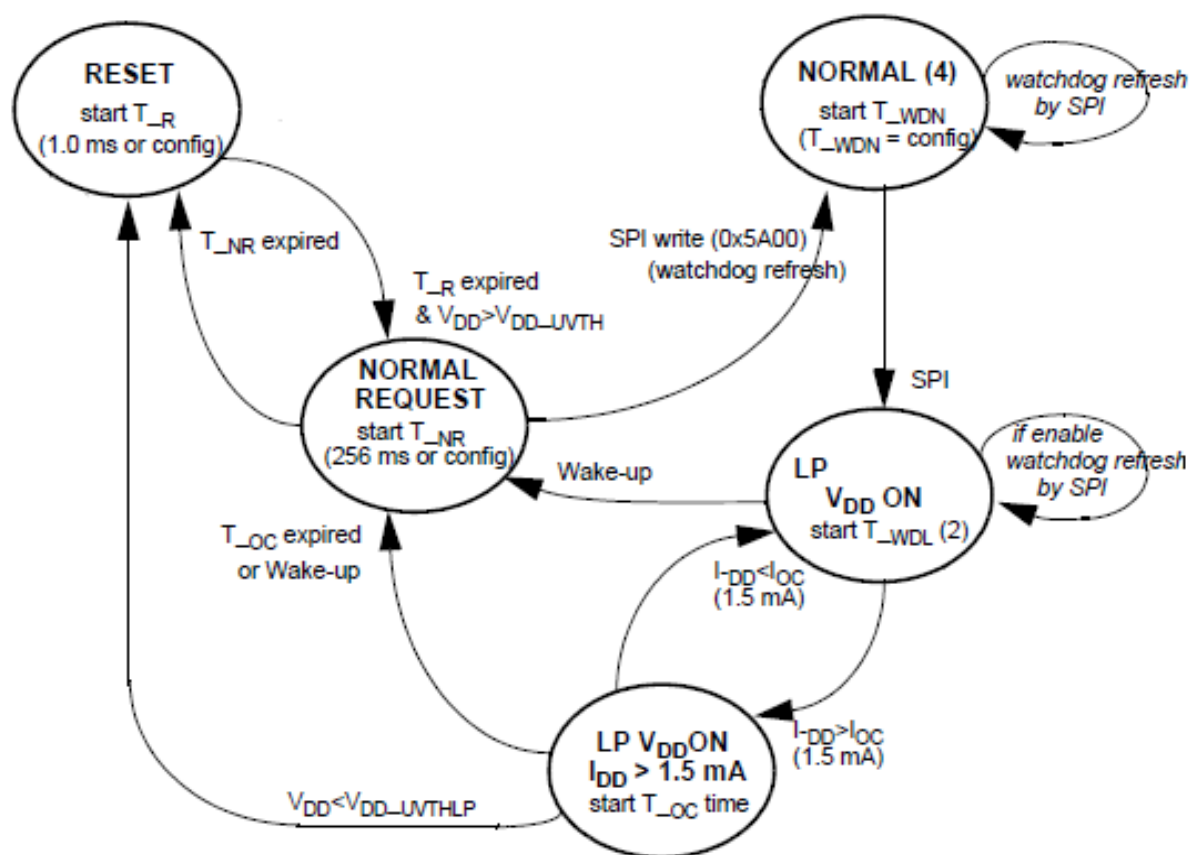 RESET
start T_R
(1.0 ms or config)
NORMAL (4)
start T_WDN
(T_WDN = config)
watchdog refresh
by SPI
T_NR expired
SPI write (0x5A00)
(watchdog refresh)
T_R expired
& VDD>VDD_UVTH
NORMAL
REQUEST
start T_NR
(256 ms or config)
SPI
if enable
watchdog refresh
by SPI
Wake-up
LP
VDD ON
start T_WDL (2)
T_OC expired
or Wake-up
I-DD<IOC
(1.5 mA)
I-DD>IOC
(1.5 mA)
LP VDDON
IDD > 1.5 mA
start T_OC time
VDD<VDD_UVTHLP